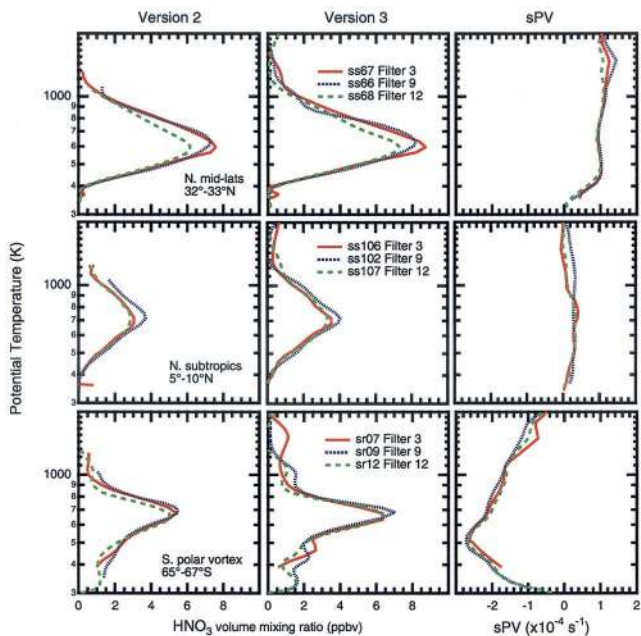 Version 2
Version 3
sPV
ss67 Filter 3
ss66 Filter 9
ss68 Filter 12
1000
9
8
7
6
5
400
3
N. mid-lats
32°-33°N
ss106 Filter 3
ss102 Filter 9
ss107 Filter 12
1000
9
8
7
6
5
400
3
N. subtropics
5°-10°N
sr07 Filter 3
sr09 Filter 9
sr12 Filter 12
1000
9
8
7
6
5
400
3
S. polar vortex
65°-67°S
Potential Temperature (K)
0 2 4 6 8
0 2 4 6 8
-2 -1 0 1 2
HNO3 volume mixing ratio (ppbv)
sPV (x10⁻⁴ s⁻¹)